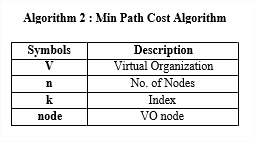 Algorithm 2 : Min Path Cost Algorithm
Symbols Description
V Virtual Organization
n No. of Nodes
k Index
node VO node